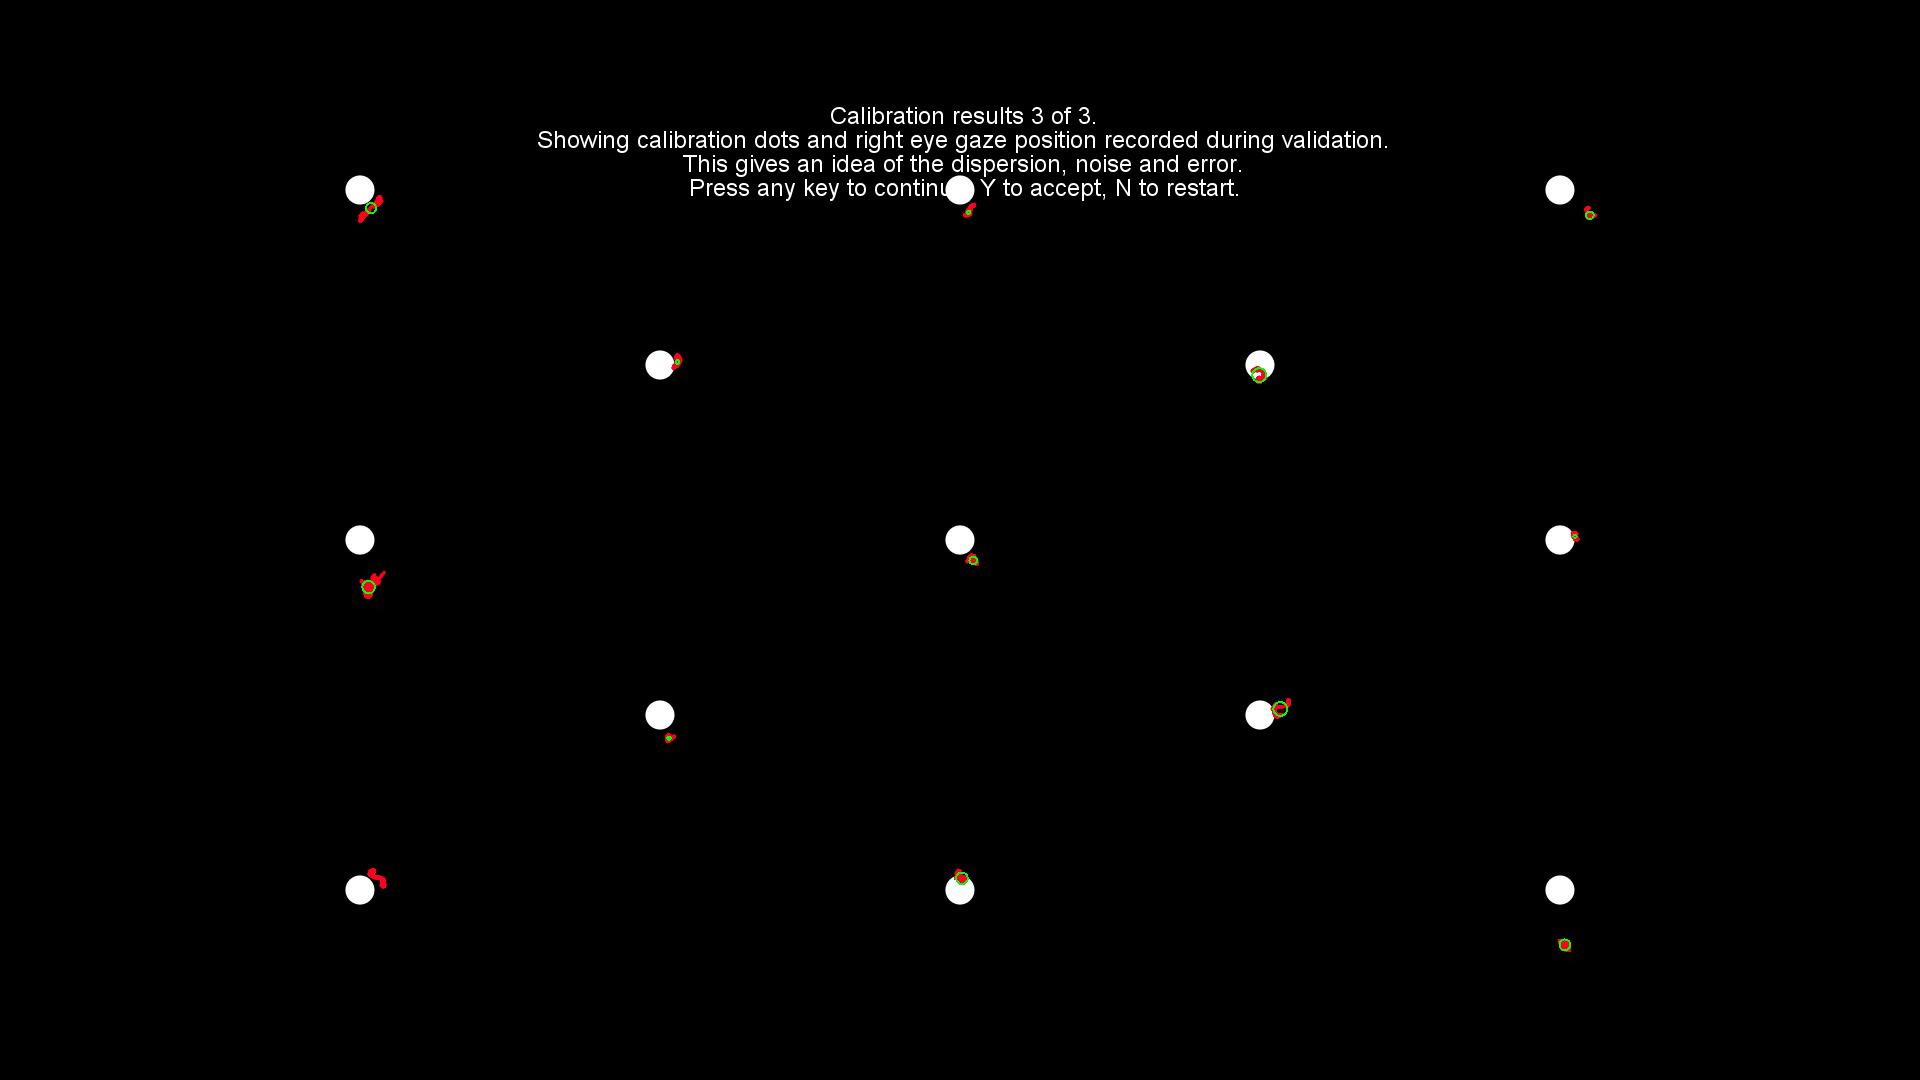 Calibration results 3 of 3.
Showing calibration dots and right eye gaze position recorded during validation.
This gives an idea of the dispersion, noise and error.
Press any key to continu Y to accept, N to restart.